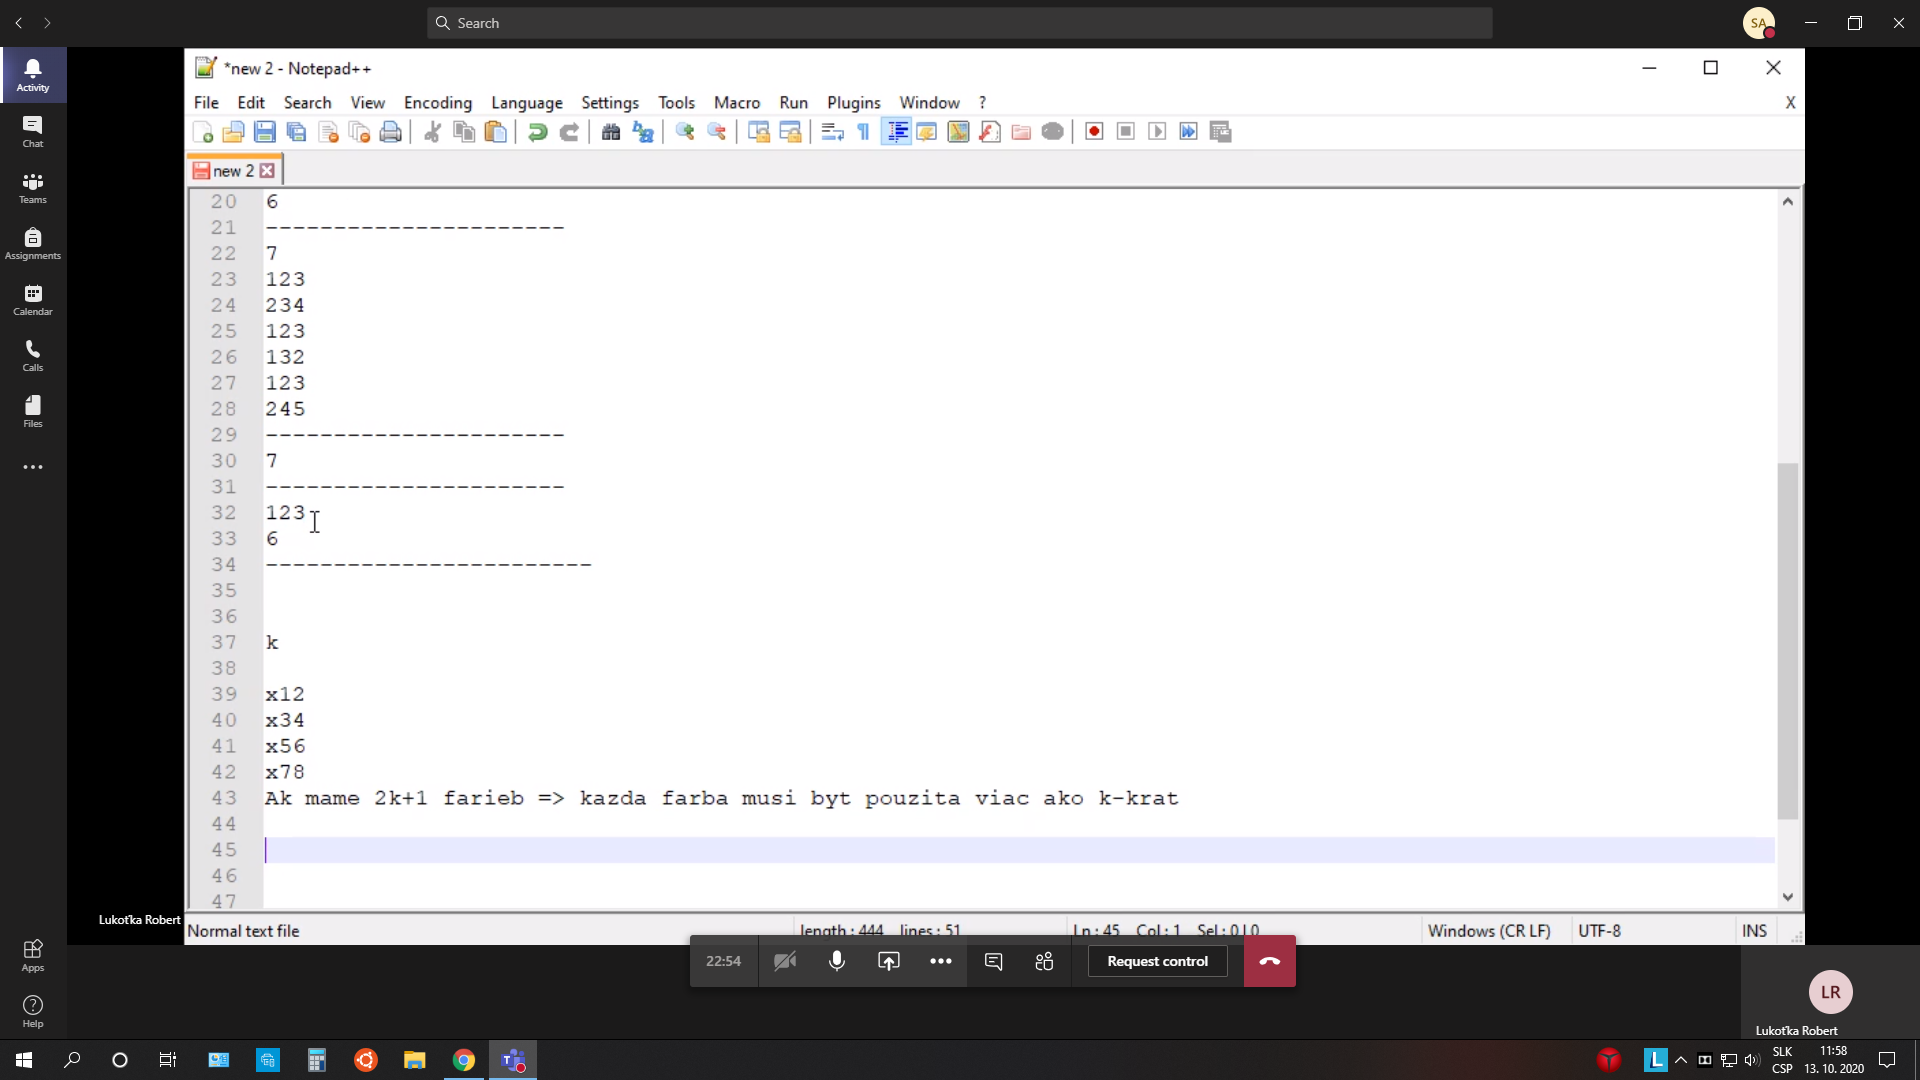 Search
SA
Activity
Chat
Teams
Assignments
Calendar
Calls
Files
Apps
Help
*new 2 - Notepad++
File Edit Search View Encoding Language Settings Tools Macro Run Plugins Window ? X
new 2
20 6
21 ----------------------
22 7
23 123
24 234
25 123
26 132
27 123
28 245
29 ----------------------
30 7
31 ----------------------
32 123
33 6
34 ------------------------
35
36
37 k
38
39 x12
40 x34
41 x56
42 x78
43 Ak mame 2k+1 farieb => kazda farba musi byt pouzita viac ako k-krat
44
45
46
47
Lukoťka Robert
Normal text file length : 444 lines : 51 Ln : 45 Col : 1 Sel : 0 | 0 Windows (CR LF) UTF-8 INS
22:54 Request control
LR
Lukoťka Robert
L
SLK
CSP
11:58
13. 10. 2020